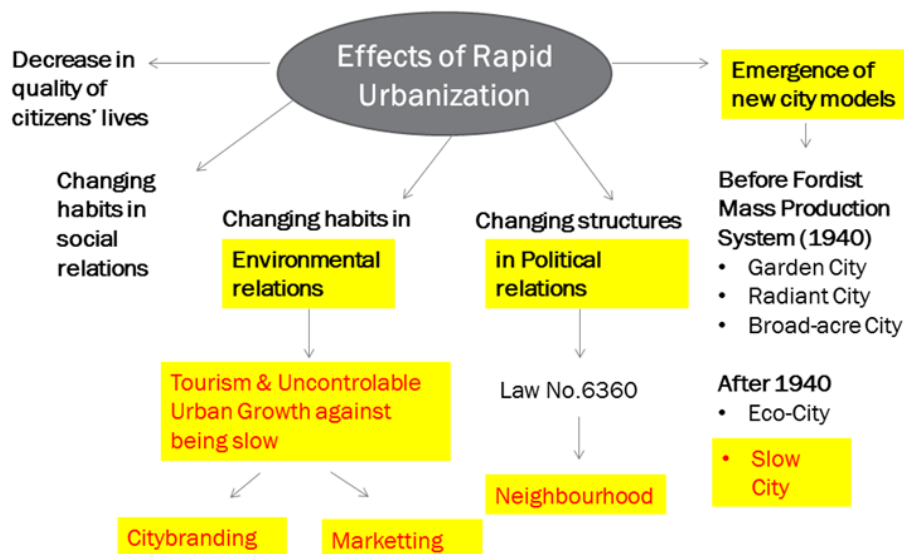 Effects of Rapid
Urbanization
Decrease in
quality of
citizens' lives
Changing
habits in
social
relations
Changing habits in
Environmental
relations
Tourism & Uncontrolable
Urban Growth against
being slow
Citybranding
Marketting
Changing structures
in Political
relations
Law No.6360
Neighbourhood
Emergence of
new city models
Before Fordist
Mass Production
System (1940)
• Garden City
• Radiant City
• Broad-acre City
After 1940
• Eco-City
• Slow
City